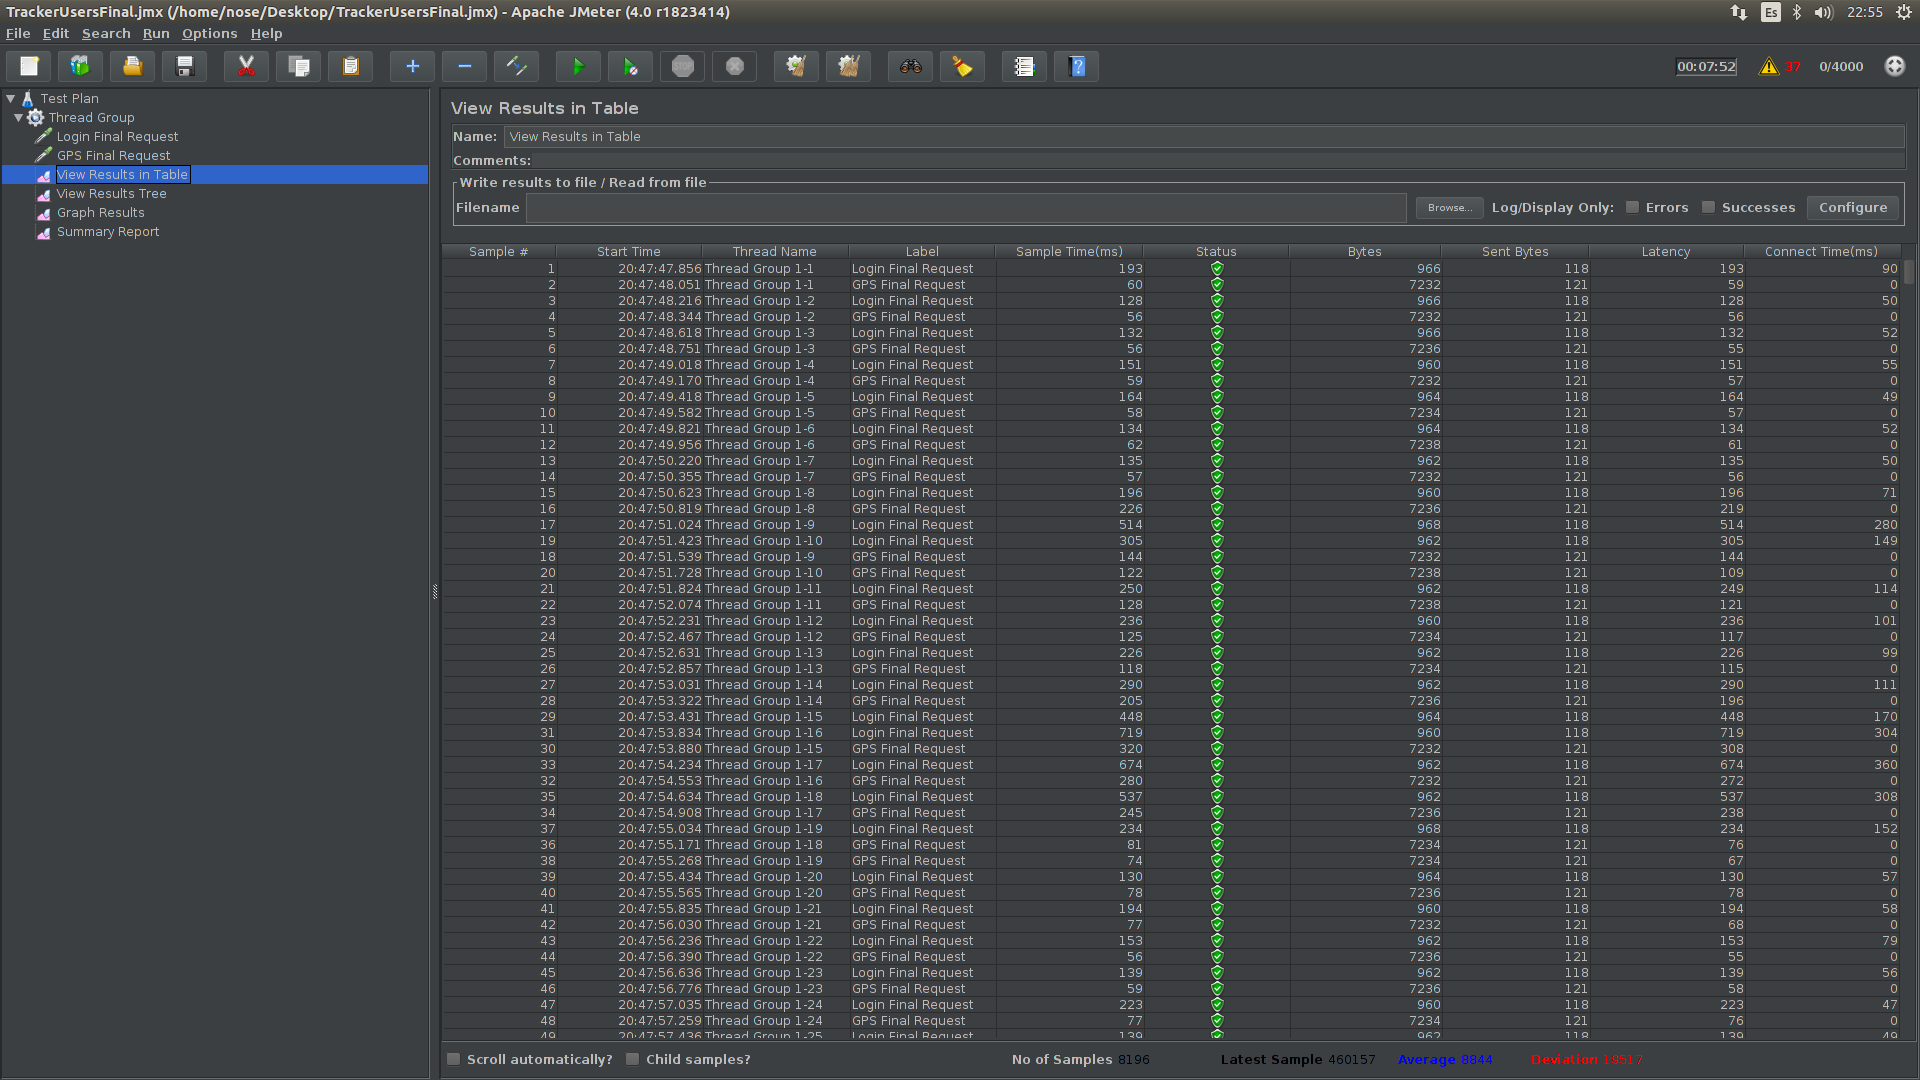 TrackerUsersFinal.jmx (/home/nose/Desktop/TrackerUsersFinal.jmx) - Apache JMeter (4.0 r1823414) Es 22:55
File Edit Search Run Options Help
STOP 00:07:52 37 0/4000
Test Plan
Thread Group
Login Final Request
GPS Final Request
View Results in Table
View Results Tree
Graph Results
Summary Report
View Results in Table
Name: View Results in Table
Comments:
Write results to file / Read from file
Filename Browse... Log/Display Only: Errors Successes Configure
Sample # Start Time Thread Name Label Sample Time(ms) Status Bytes Sent Bytes Latency Connect Time(ms)
1 20:47:47.856 Thread Group 1-1 Login Final Request 193 966 118 193 90
2 20:47:48.051 Thread Group 1-1 GPS Final Request 60 7232 121 59 0
3 20:47:48.216 Thread Group 1-2 Login Final Request 128 966 118 128 50
4 20:47:48.344 Thread Group 1-2 GPS Final Request 56 7232 121 56 0
5 20:47:48.618 Thread Group 1-3 Login Final Request 132 966 118 132 52
6 20:47:48.751 Thread Group 1-3 GPS Final Request 56 7236 121 55 0
7 20:47:49.018 Thread Group 1-4 Login Final Request 151 960 118 151 55
8 20:47:49.170 Thread Group 1-4 GPS Final Request 59 7232 121 57 0
9 20:47:49.418 Thread Group 1-5 Login Final Request 164 964 118 164 49
10 20:47:49.582 Thread Group 1-5 GPS Final Request 58 7234 121 57 0
11 20:47:49.821 Thread Group 1-6 Login Final Request 134 964 118 134 52
12 20:47:49.956 Thread Group 1-6 GPS Final Request 62 7238 121 61 0
13 20:47:50.220 Thread Group 1-7 Login Final Request 135 962 118 135 50
14 20:47:50.355 Thread Group 1-7 GPS Final Request 57 7232 121 56 0
15 20:47:50.623 Thread Group 1-8 Login Final Request 196 960 118 196 71
16 20:47:50.819 Thread Group 1-8 GPS Final Request 226 7236 121 219 0
17 20:47:51.024 Thread Group 1-9 Login Final Request 514 968 118 514 280
19 20:47:51.423 Thread Group 1-10 Login Final Request 305 962 118 305 149
18 20:47:51.539 Thread Group 1-9 GPS Final Request 144 7232 121 144 0
20 20:47:51.728 Thread Group 1-10 GPS Final Request 122 7238 121 109 0
21 20:47:51.824 Thread Group 1-11 Login Final Request 250 962 118 249 114
22 20:47:52.074 Thread Group 1-11 GPS Final Request 128 7238 121 121 0
23 20:47:52.231 Thread Group 1-12 Login Final Request 236 960 118 236 101
24 20:47:52.467 Thread Group 1-12 GPS Final Request 125 7234 121 117 0
25 20:47:52.631 Thread Group 1-13 Login Final Request 226 962 118 226 99
26 20:47:52.857 Thread Group 1-13 GPS Final Request 118 7234 121 115 0
27 20:47:53.031 Thread Group 1-14 Login Final Request 290 962 118 290 111
28 20:47:53.322 Thread Group 1-14 GPS Final Request 205 7236 121 196 0
29 20:47:53.431 Thread Group 1-15 Login Final Request 448 964 118 448 170
31 20:47:53.834 Thread Group 1-16 Login Final Request 719 960 118 719 304
30 20:47:53.880 Thread Group 1-15 GPS Final Request 320 7232 121 308 0
33 20:47:54.234 Thread Group 1-17 Login Final Request 674 962 118 674 360
32 20:47:54.553 Thread Group 1-16 GPS Final Request 280 7232 121 272 0
35 20:47:54.634 Thread Group 1-18 Login Final Request 537 962 118 537 308
34 20:47:54.908 Thread Group 1-17 GPS Final Request 245 7236 121 238 0
37 20:47:55.034 Thread Group 1-19 Login Final Request 234 968 118 234 152
36 20:47:55.171 Thread Group 1-18 GPS Final Request 81 7234 121 76 0
38 20:47:55.268 Thread Group 1-19 GPS Final Request 74 7234 121 67 0
39 20:47:55.434 Thread Group 1-20 Login Final Request 130 964 118 130 57
40 20:47:55.565 Thread Group 1-20 GPS Final Request 78 7236 121 78 0
41 20:47:55.835 Thread Group 1-21 Login Final Request 194 960 118 194 58
42 20:47:56.030 Thread Group 1-21 GPS Final Request 77 7232 121 68 0
43 20:47:56.236 Thread Group 1-22 Login Final Request 153 962 118 153 79
44 20:47:56.390 Thread Group 1-22 GPS Final Request 56 7236 121 55 0
45 20:47:56.636 Thread Group 1-23 Login Final Request 139 962 118 139 56
46 20:47:56.776 Thread Group 1-23 GPS Final Request 59 7236 121 58 0
47 20:47:57.035 Thread Group 1-24 Login Final Request 223 960 118 223 47
48 20:47:57.259 Thread Group 1-24 GPS Final Request 77 7234 121 76 0
49 20:47:57.436 Thread Group 1-25 Login Final Request 139 962 118 139 49
Scroll automatically? Child samples? No of Samples 8196 Latest Sample 460157 Average 8844 Deviation 19517